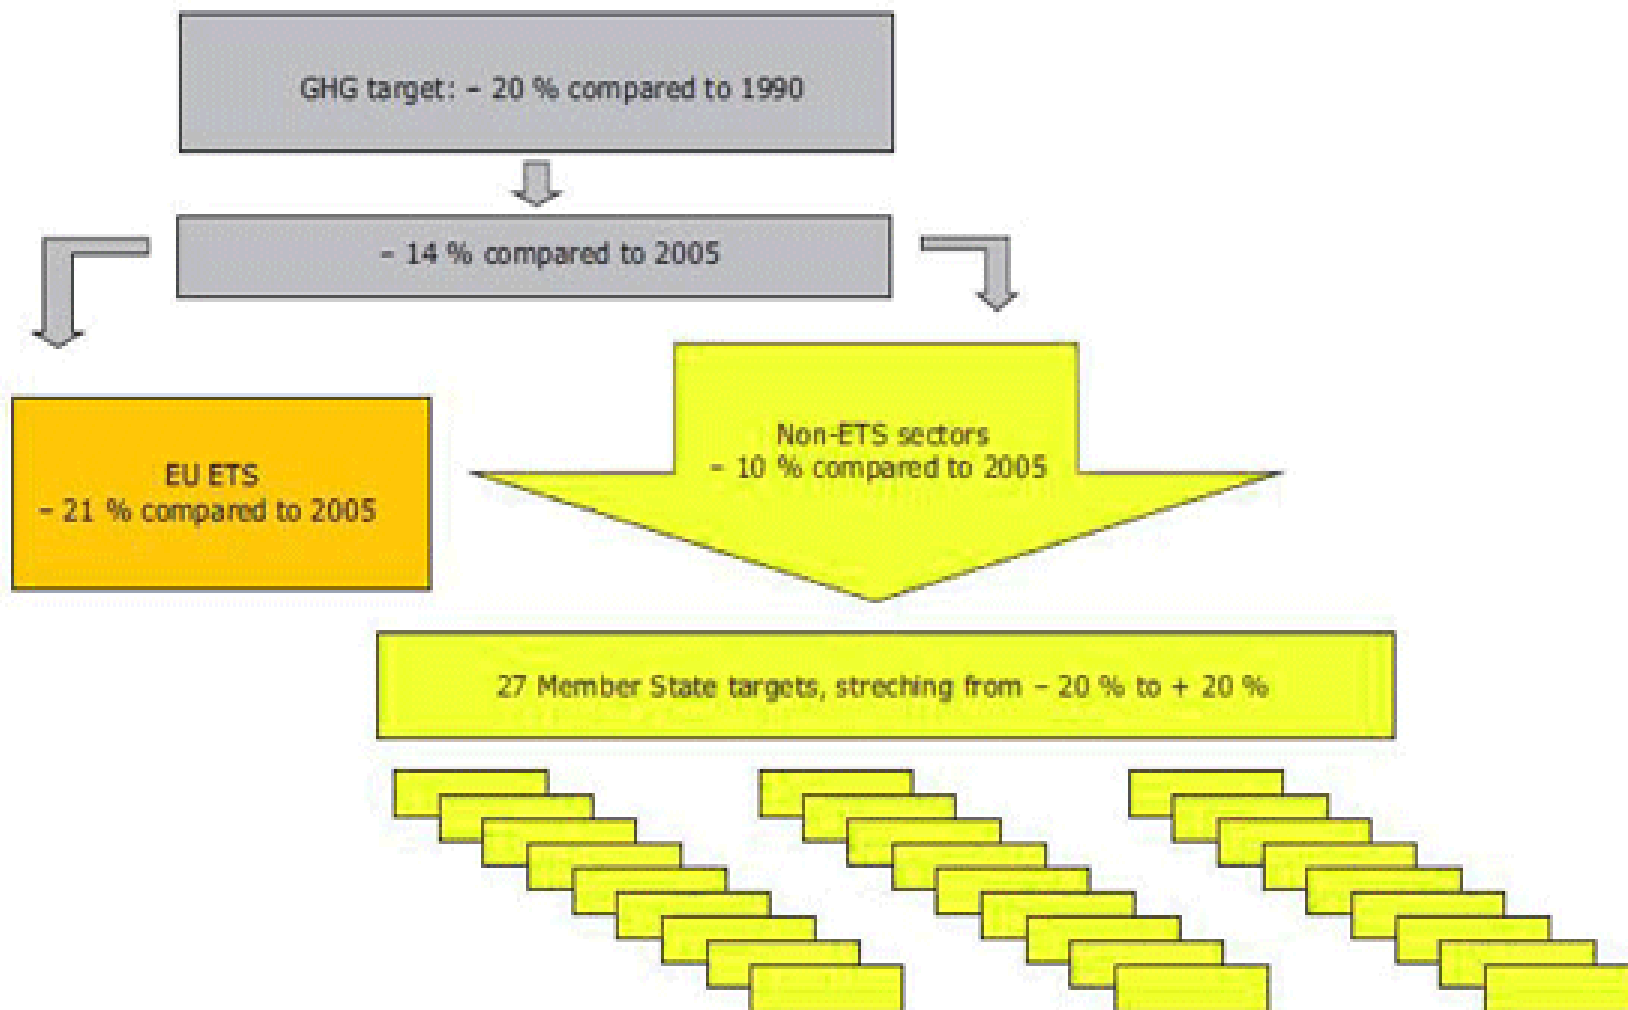 GHG target: – 20 % compared to 1990
– 14 % compared to 2005
EU ETS
– 21 % compared to 2005
Non-ETS sectors
– 10 % compared to 2005
27 Member State targets, streching from – 20 % to + 20 %